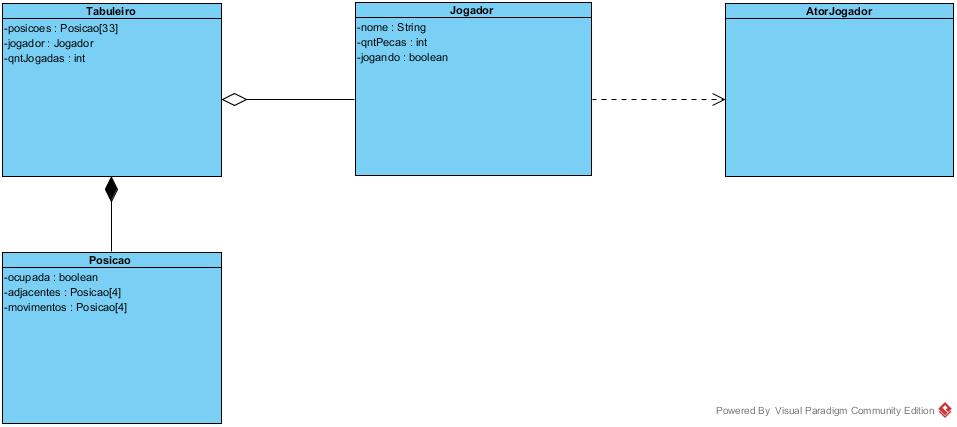 Tabuleiro
-posicoes : Posicao[33]
-jogador : Jogador
-qntJogadas : int
Jogador
-nome : String
-qntPecas : int
-jogando : boolean
AtorJogador
Posicao
-ocupada : boolean
-adjacentes : Posicao[4]
-movimentos : Posicao[4]
Powered By Visual Paradigm Community Edition